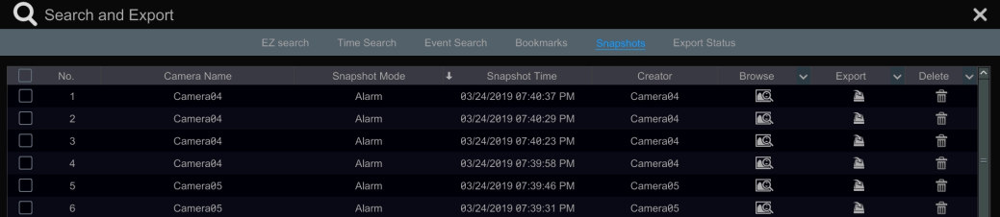 Search and Export
EZ search Time Search Event Search Bookmarks Snapshots Export Status
No. Camera Name Snapshot Mode Snapshot Time Creator Browse Export Delete
1 Camera04 Alarm 03/24/2019 07:40:37 PM Camera04
2 Camera04 Alarm 03/24/2019 07:40:29 PM Camera04
3 Camera04 Alarm 03/24/2019 07:40:23 PM Camera04
4 Camera04 Alarm 03/24/2019 07:39:58 PM Camera04
5 Camera05 Alarm 03/24/2019 07:39:46 PM Camera05
6 Camera05 Alarm 03/24/2019 07:39:31 PM Camera05